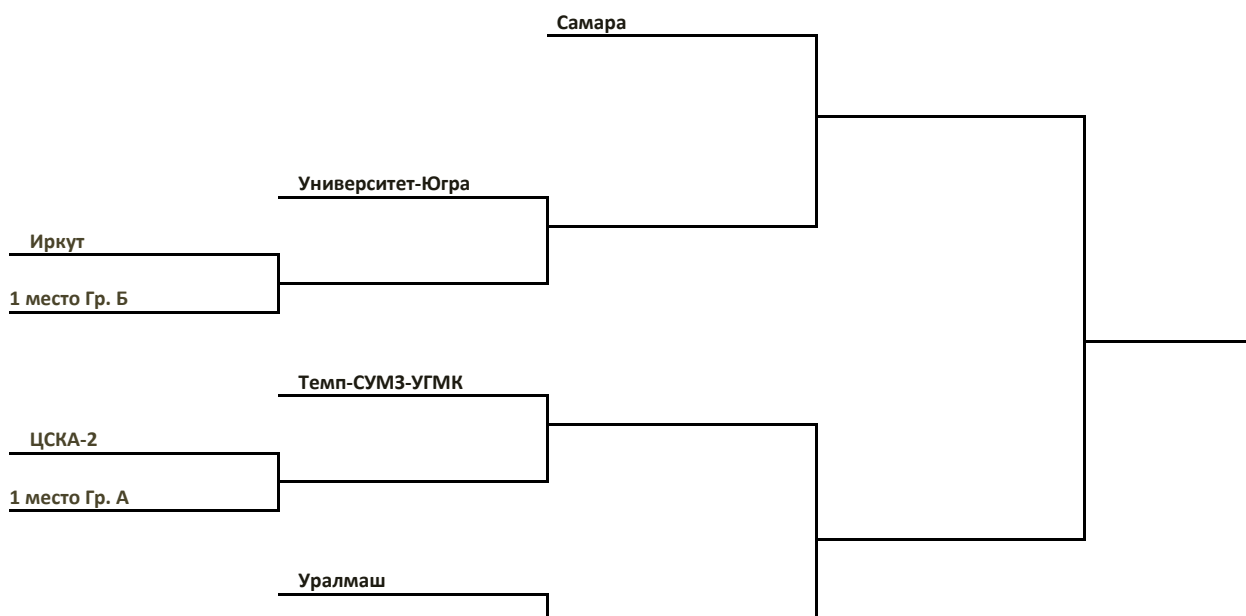 Самара
Университет-Югра
Иркут
1 место Гр. Б
Темп-СУМЗ-УГМК
ЦСКА-2
1 место Гр. А
Уралмаш